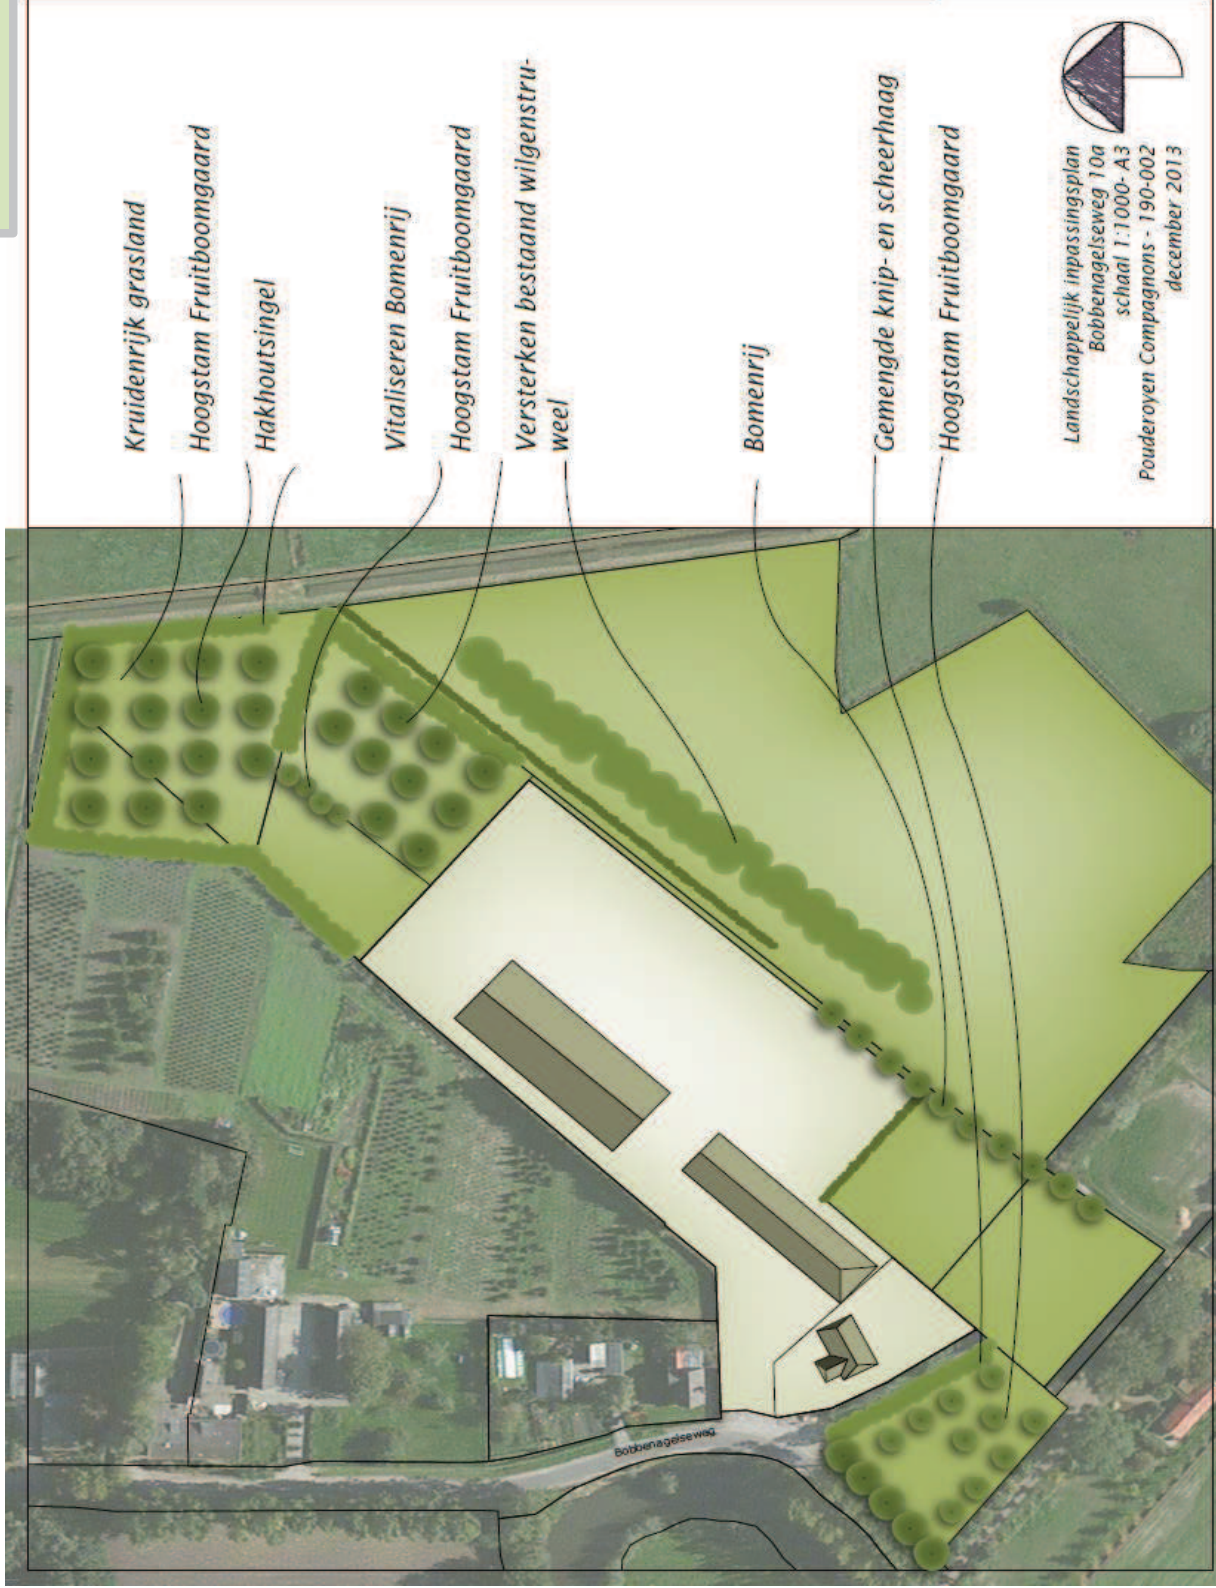 Kruidenrijk grasland
Hoogstam Fruitboomgaard
Hakhoutsingel
Vitaliseren Bomenrij
Hoogstam Fruitboomgaard
Versterken bestaand wilgenstru-
weel
Bomenrij
Gemengde knip- en scheerhaag
Hoogstam Fruitboomgaard
Landschappelijk inpassingsplan
Bobbenagelseweg 10a
schaal 1:1000- A3
Pouderoyen Compagnons - 190-002
december 2013
Bobbenagelseweg